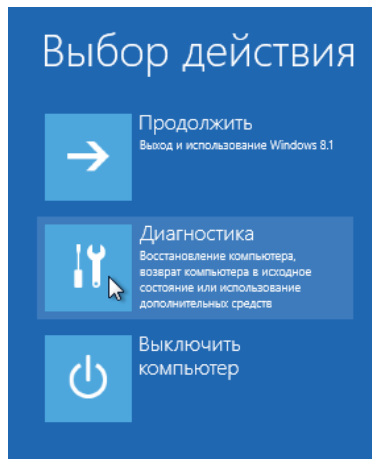 Выбор действия
Продолжить
Выход и использование Windows 8.1
Диагностика
Восстановление компьютера,
возврат компьютера в исходное
состояние или использование
дополнительных средств
Выключить
компьютер